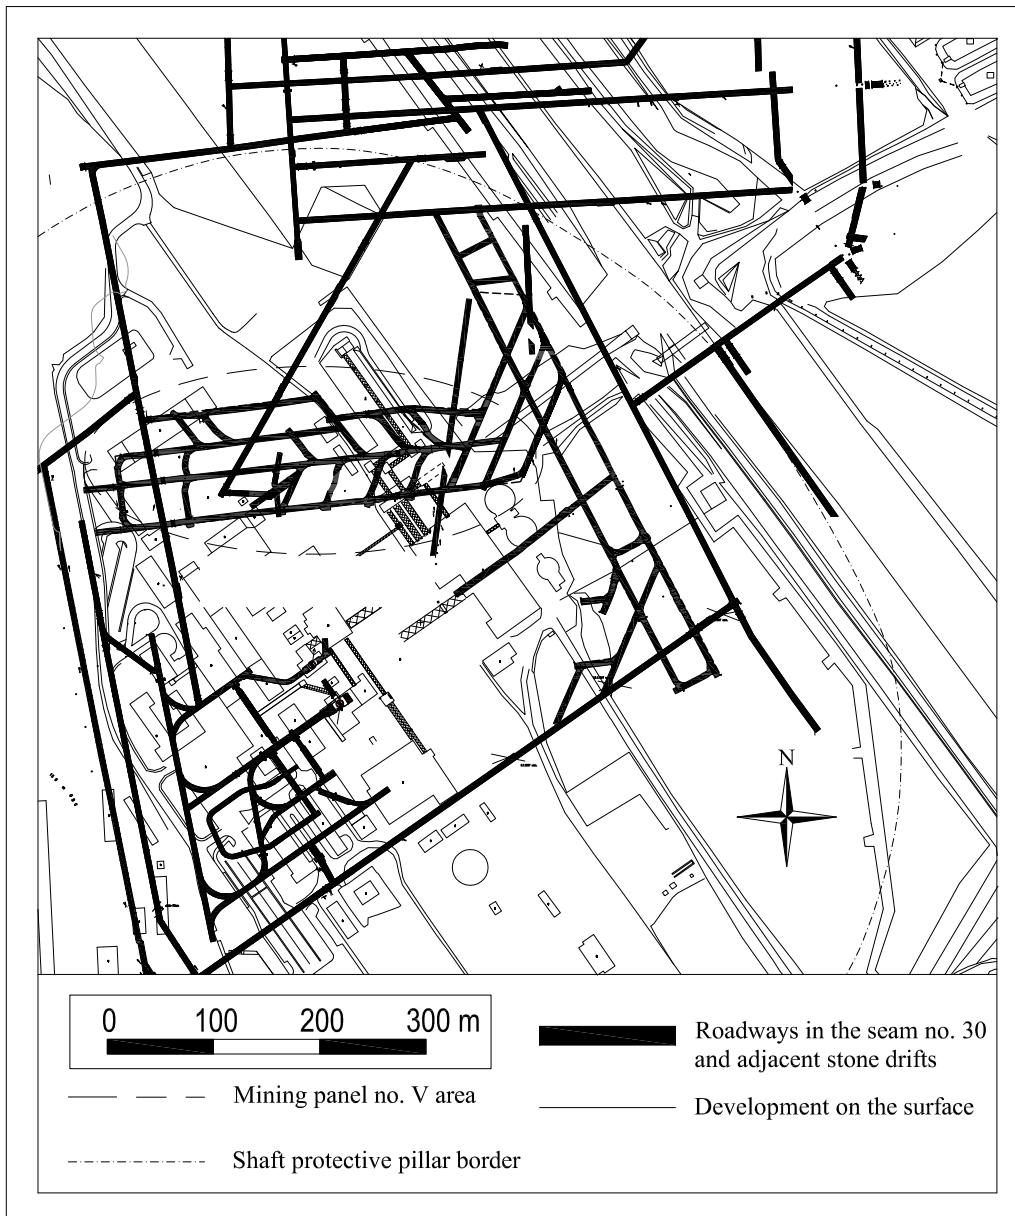 N
0 100 200 300 m
Roadways in the seam no. 30
and adjacent stone drifts
Mining panel no. V area
Development on the surface
Shaft protective pillar border